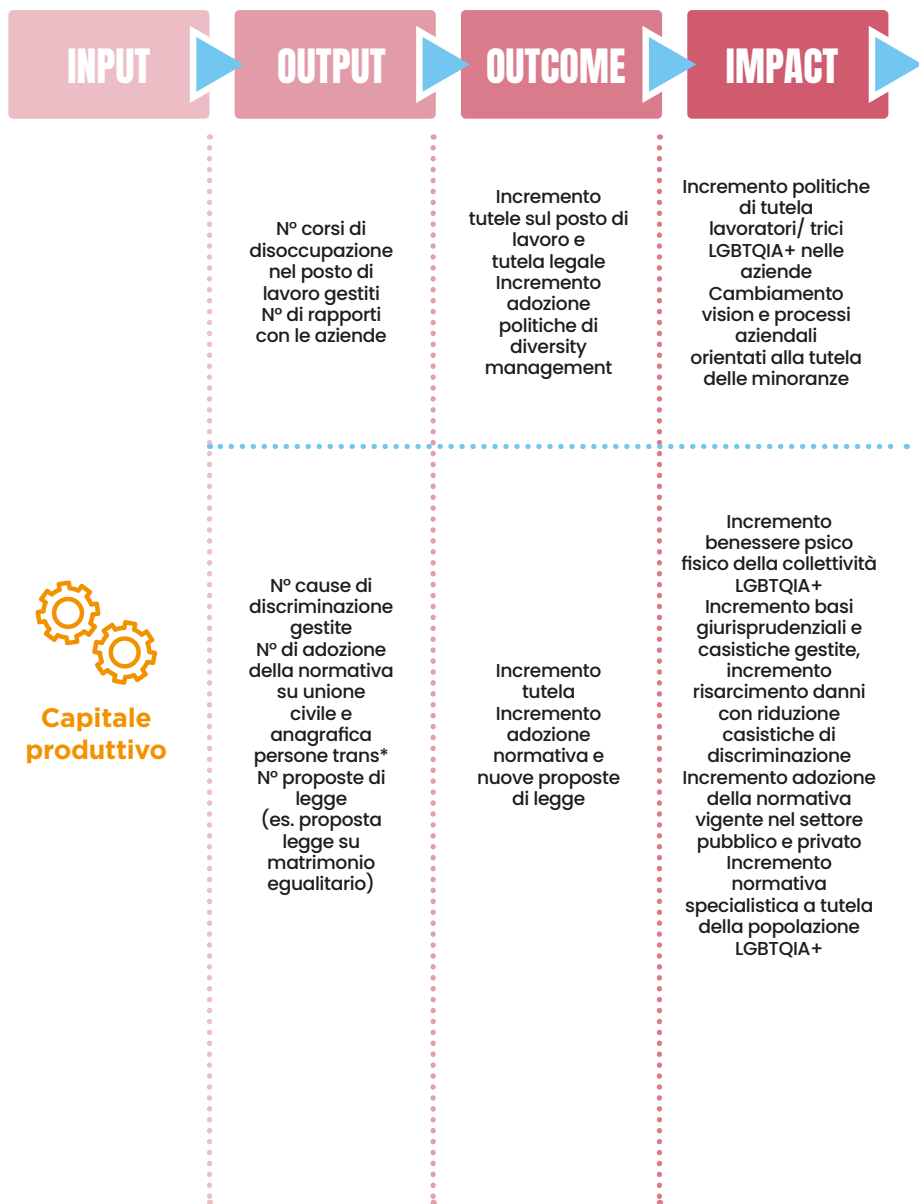 INPUT
OUTPUT
OUTCOME
IMPACT
N° corsi di
disoccupazione
nel posto di
lavoro gestiti
N° di rapporti
con le aziende
Incremento
tutele sul posto di
lavoro e
tutela legale
Incremento
adozione
politiche di
diversity
management
Incremento politiche
di tutela
lavoratori/ trici
LGBTQIA+ nelle
aziende
Cambiamento
vision e processi
aziendali
orientati alla tutela
delle minoranze
Capitale
produttivo
N° cause di
discriminazione
gestite
N° di adozione
della normativa
su unione
civile e
anagrafica
persone trans*
N° proposte di
legge
(es. proposta
legge su
matrimonio
egualitario)
Incremento
tutela
Incremento
adozione
normativa e
nuove proposte
di legge
Incremento
benessere psico
fisico della collettività
LGBTQIA+
Incremento basi
giurisprudenziali e
casistiche gestite,
incremento
risarcimento danni
con riduzione
casistiche di
discriminazione
Incremento adozione
della normativa
vigente nel settore
pubblico e privato
Incremento
normativa
specialistica a tutela
della popolazione
LGBTQIA+